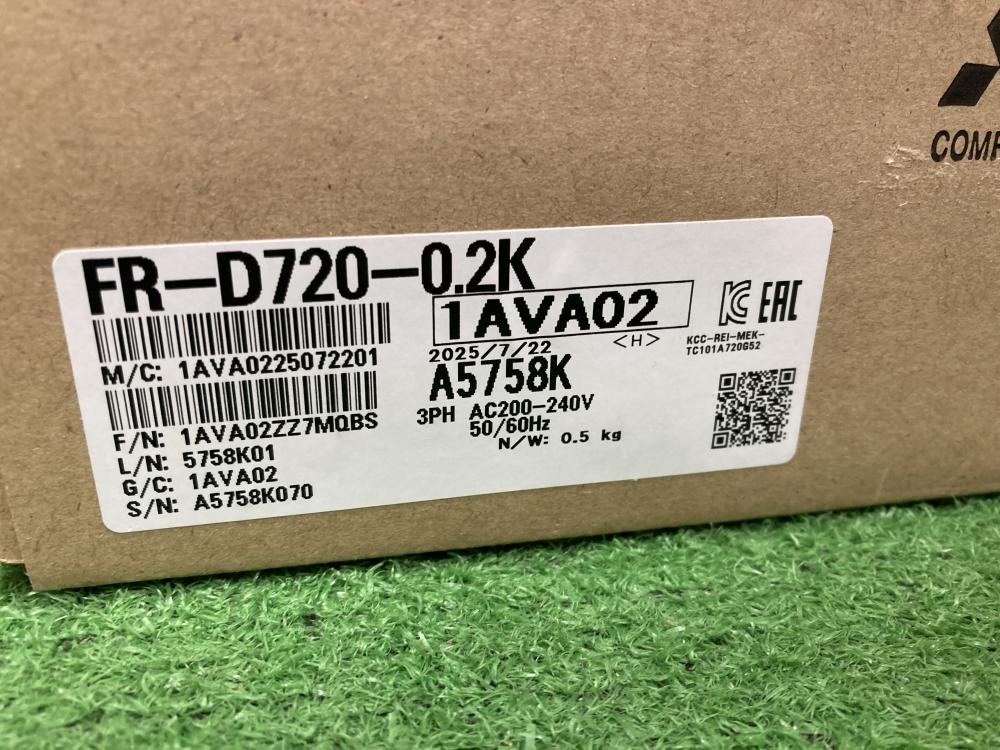 COMP
FR-D720-0.2K
1AVA02
<H>
KC EAC
KCC-REI-MEK-
TC101A720G52
M/C: 1AVA0225072201
2025/7/22
A5758K
3PH AC200-240V
50/60Hz
N/W: 0.5 kg
F/N: 1AVA02ZZ7MQBS
L/N: 5758K01
G/C: 1AVA02
S/N: A5758K070